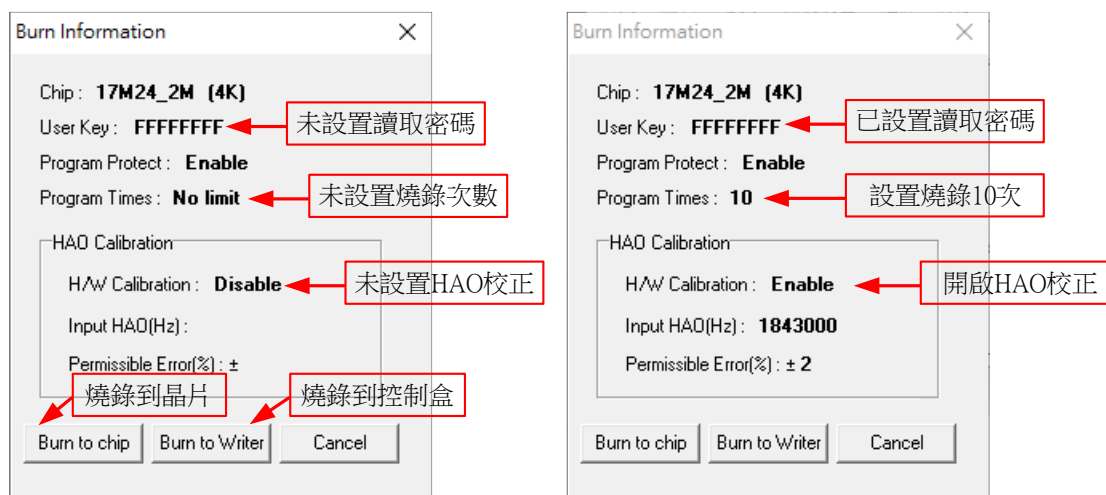 Burn Information
Chip : 17M24_2M (4K)
User Key : FFFFFFFF
未設置讀取密碼
Program Protect : Enable
Program Times : No limit
未設置燒錄次數
HAO Calibration
H/W Calibration : Disable
未設置HAO校正
Input HAO(Hz) :
Permissible Error(%) : ±
燒錄到晶片
燒錄到控制盒
Burn to chip
Burn to Writer
Cancel
Burn Information
Chip : 17M24_2M (4K)
User Key : FFFFFFFF
已設置讀取密碼
Program Protect : Enable
Program Times : 10
設置燒錄10次
HAO Calibration
H/W Calibration : Enable
開啟HAO校正
Input HAO(Hz) : 1843000
Permissible Error(%) : ± 2
Burn to chip
Burn to Writer
Cancel